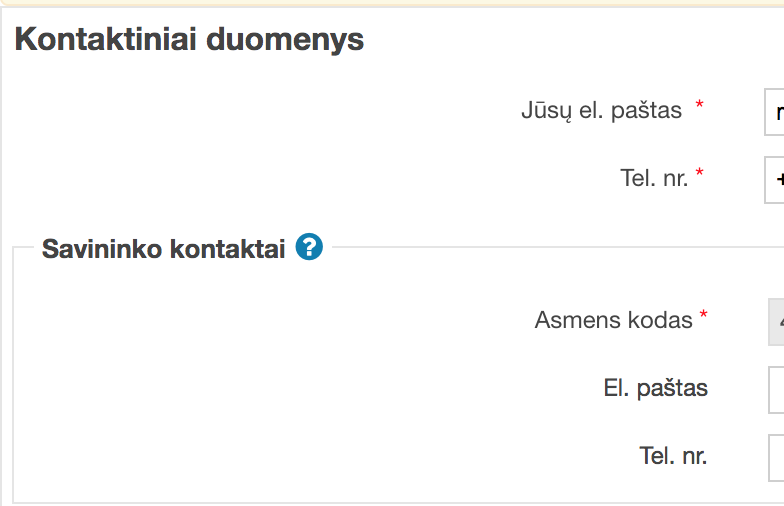 Kontaktiniai duomenys
Jūsų el. paštas *
Tel. nr. *
+
Savininko kontaktai ?
Asmens kodas *
El. paštas
Tel. nr.